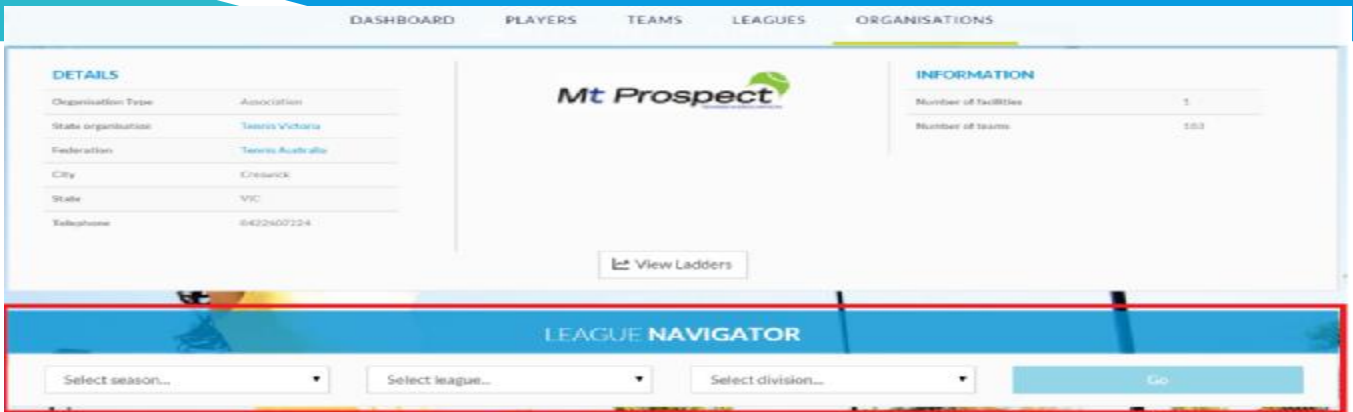 DASHBOARD PLAYERS TEAMS LEAGUES ORGANISATIONS
DETAILS
Organisation Type Association
State organisation Tennis Victoria
Federation Tennis Australia
City Creswick
State VIC
Telephone
Mt Prospect
View Ladders
INFORMATION
Number of facilities 1
Number of teams
LEAGUE NAVIGATOR
Select season... Select league... Select division... Go